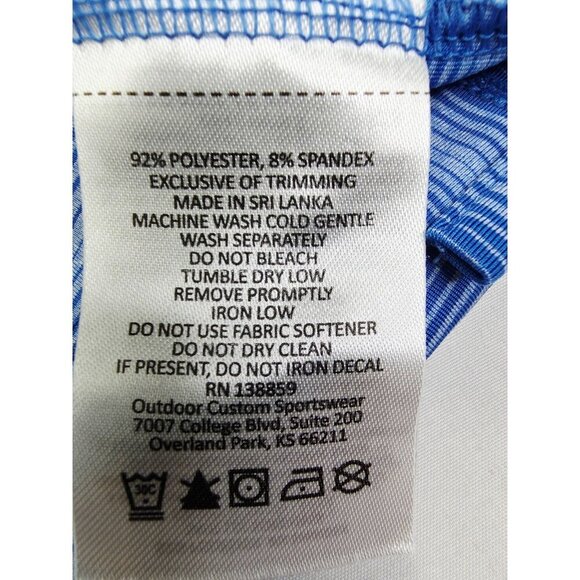 92% POLYESTER, 8% SPANDEX
EXCLUSIVE OF TRIMMING
MADE IN SRI LANKA
MACHINE WASH COLD GENTLE
WASH SEPARATELY
DO NOT BLEACH
TUMBLE DRY LOW
REMOVE PROMPTLY
IRON LOW
DO NOT USE FABRIC SOFTENER
DO NOT DRY CLEAN
IF PRESENT, DO NOT IRON DECAL
RN 138859
Outdoor Custom Sportswear
7007 College Blvd, Suite 200
Overland Park, KS 66211
30C